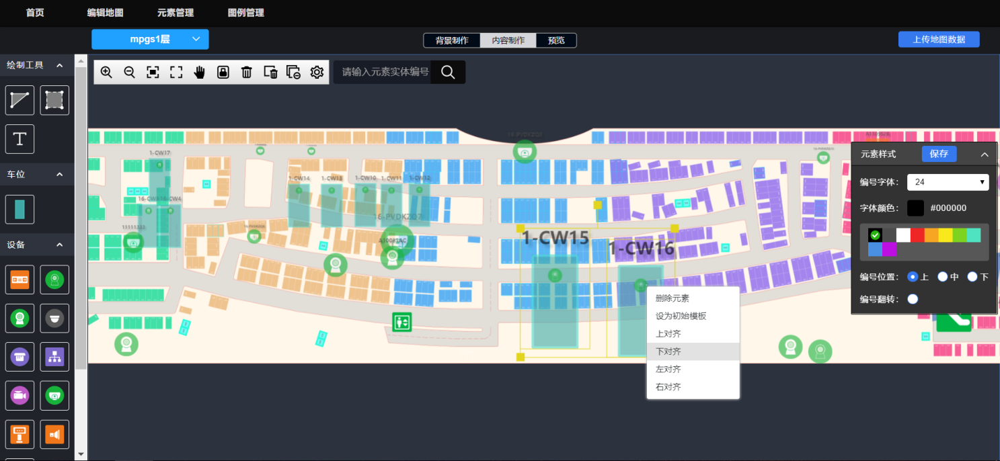 首页 编辑地图 元素管理 图例管理
mpgs1层
背景制作 内容制作 预览
上传地图数据
绘制工具
请输入元素实体编号
T
车位
设备
1-CW17
1-CW14
1-CW13
1-CW10
1-CW11
1-CW12
16-PVDKZQ7
11111333
A10081AC
1-CW15
1-CW16
删除元素
设为初始模板
上对齐
下对齐
左对齐
右对齐
元素样式 保存
编号字体： 24
字体颜色： #000000
编号位置： 上 中 下
编号翻转：